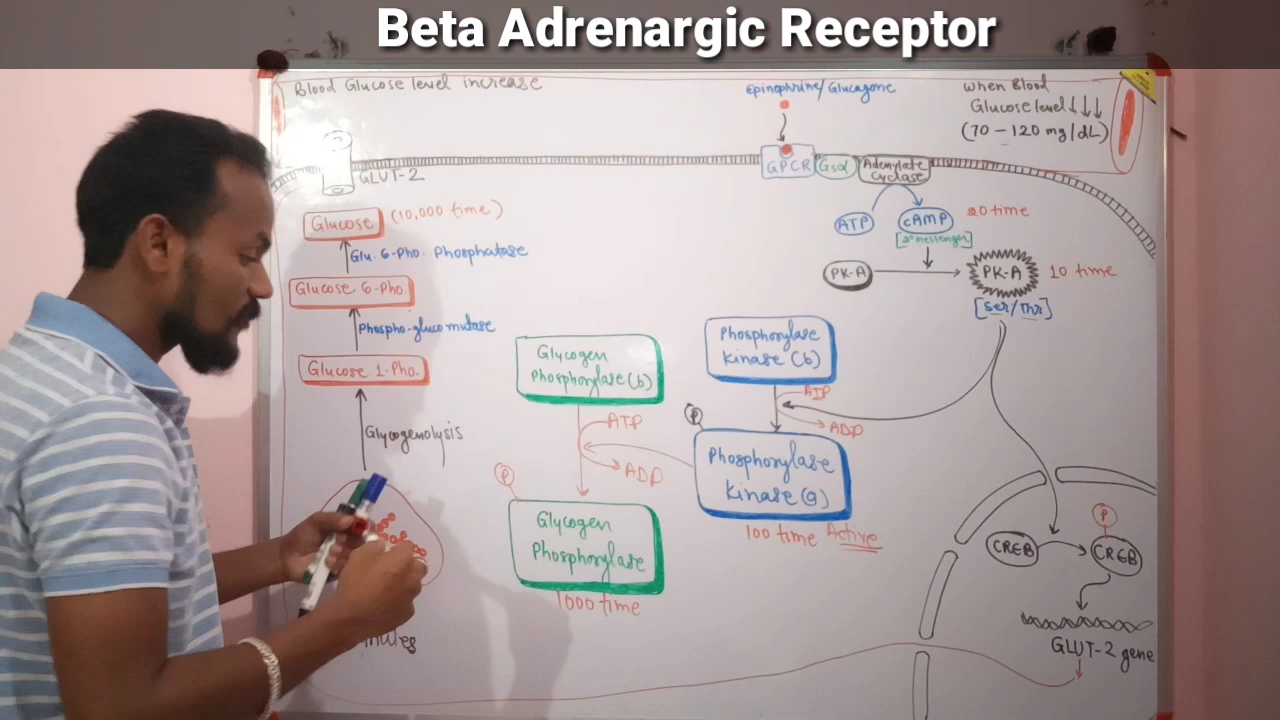 Beta Adrenargic Receptor
Blood Glucose level increase
Epinephrine/Glucagone
When Blood
Glucose level ↓↓↓
(70 - 120 mg/dL)
GLUT-2
GPCR
Gsα
Adenylate
cyclase
Glucose
(10,000 time)
ATP
cAMP
20 time
[2° messenger]
Glu. 6-Pho. Phosphatase
PK-A
PK-A
10 time
[Ser/Thr]
Glucose 6-Pho.
Phospho-gluco mutase
Glucose 1-Pho.
Glycogen
Phosphorylase (b)
Phosphorylase
kinase (b)
ATP
ADP
Glycogenolysis
ATP
ADP
P
Phosphorylase
kinase (a)
100 time Active
P
Glycogen
Phosphorylase
1000 time
CREB
P
CREB
GLUT-2 gene